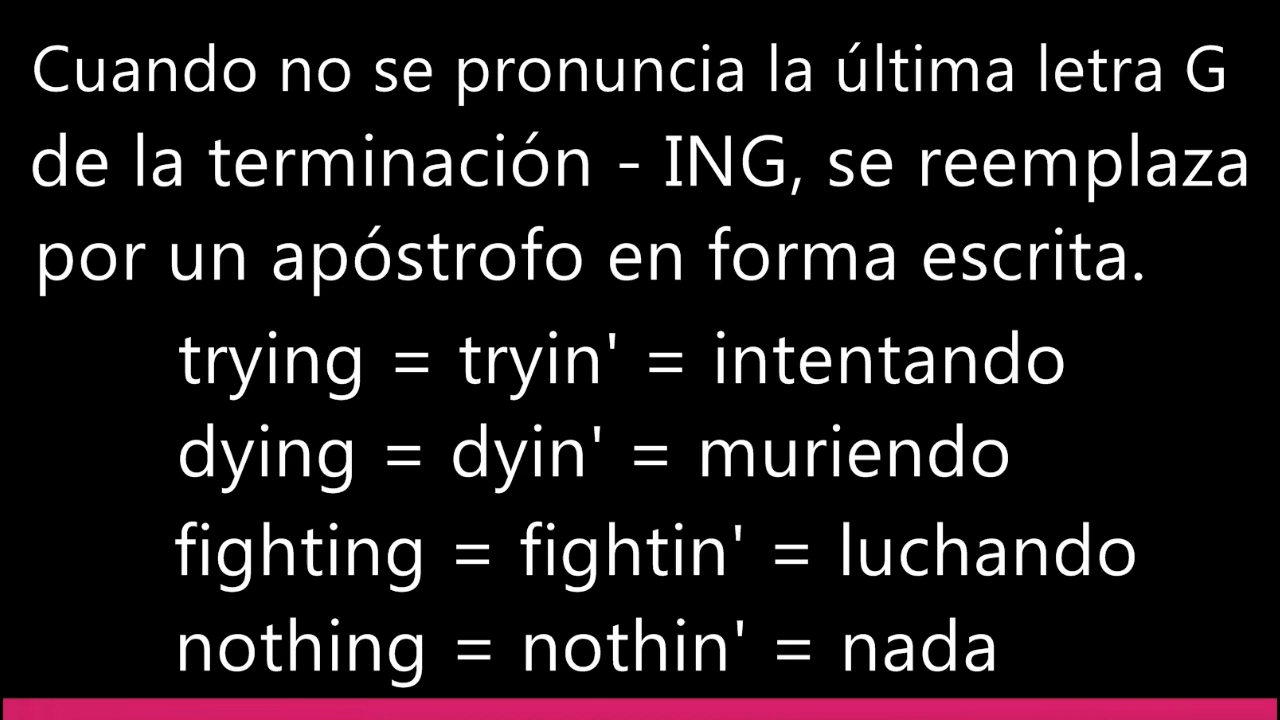 Cuando no se pronuncia la última letra G
de la terminación - ING, se reemplaza
por un apóstrofo en forma escrita.
trying = tryin' = intentando
dying = dyin' = muriendo
fighting = fightin' = luchando
nothing = nothin' = nada